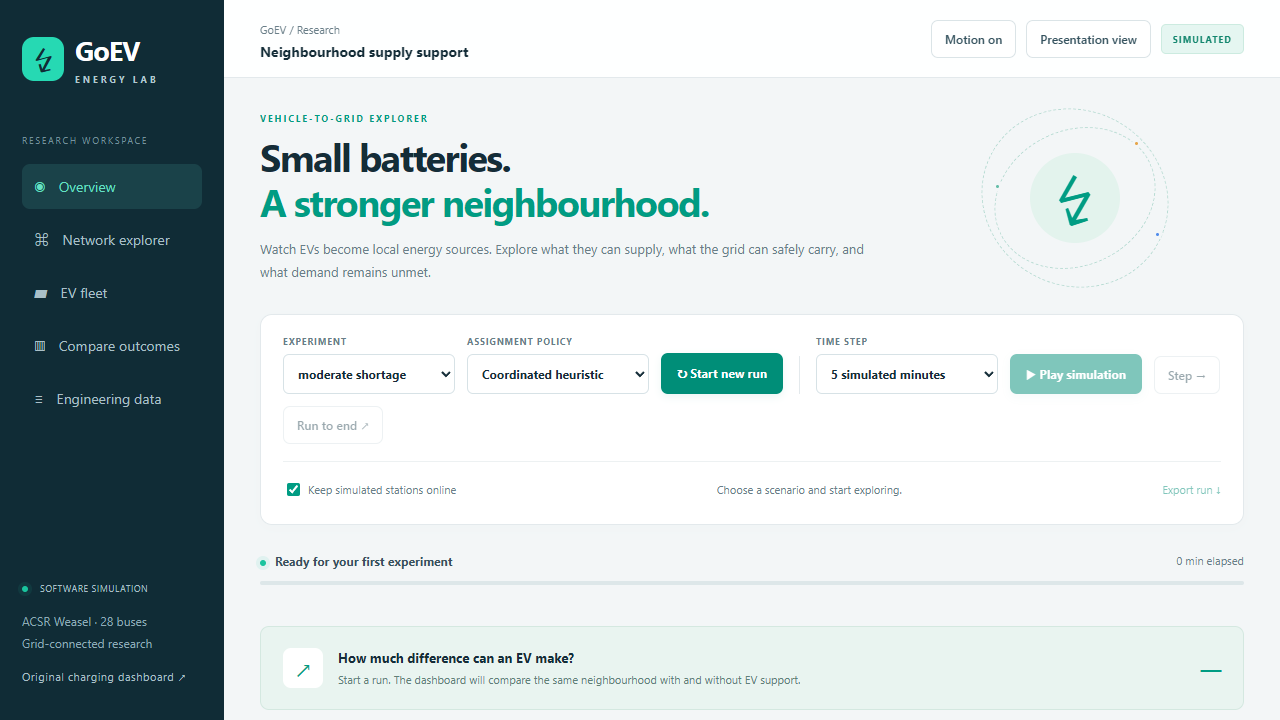 GoEV
ENERGY LAB
RESEARCH WORKSPACE
Overview
Network explorer
EV fleet
Compare outcomes
Engineering data
SOFTWARE SIMULATION
ACSR Weasel · 28 buses
Grid-connected research
Original charging dashboard ↗
GoEV / Research
Neighbourhood supply support
Motion on
Presentation view
SIMULATED
VEHICLE-TO-GRID EXPLORER
Small batteries.
A stronger neighbourhood.
Watch EVs become local energy sources. Explore what they can supply, what the grid can safely carry, and
what demand remains unmet.
EXPERIMENT
ASSIGNMENT POLICY
TIME STEP
moderate shortage
Coordinated heuristic
↻ Start new run
5 simulated minutes
▶ Play simulation
Step →
Run to end ↗
Keep simulated stations online
Choose a scenario and start exploring.
Export run ↓
Ready for your first experiment
0 min elapsed
How much difference can an EV make?
Start a run. The dashboard will compare the same neighbourhood with and without EV support.
—